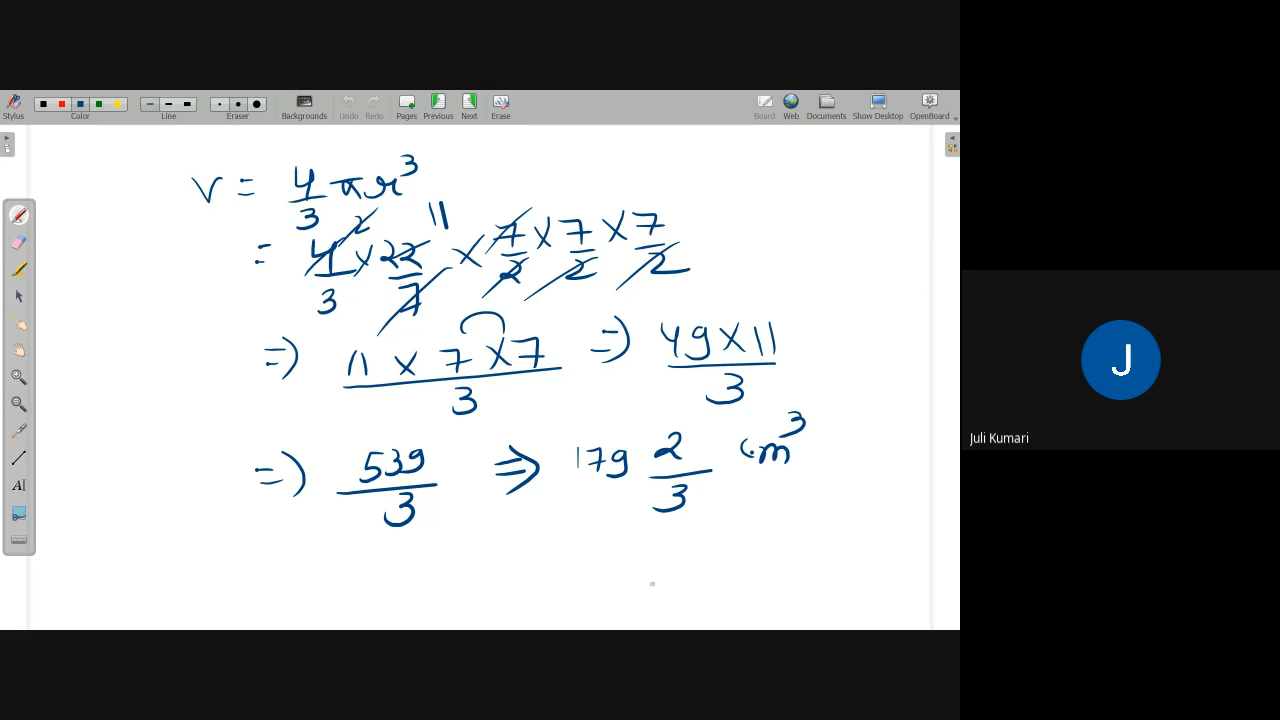 Stylus Color Line Eraser Backgrounds Undo Redo Pages Previous Next Erase Board Web Documents Show Desktop OpenBoard
V = 4/3 πr³
= 4/3 × 22/7 × 7/2 × 7/2 × 7/2
2 11
=) 11 × 7 × 7 / 3 =) 49 × 11 / 3
=) 539/3 ⇒ 179 2/3 cm³
J
Juli Kumari